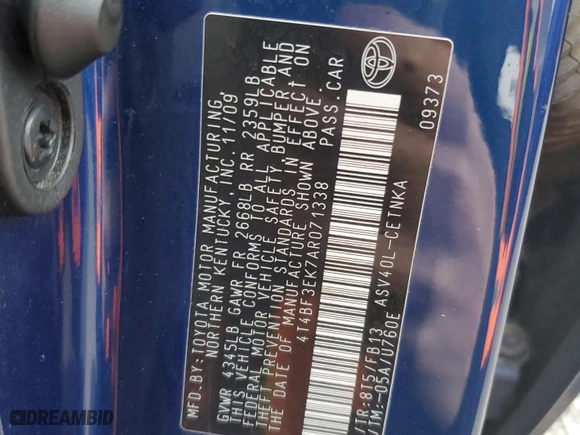 MFD.BY:TOYOTA MOTOR MANUFACTURING,
NORTHERN KENTUCKY, INC. 11/09
GVWR 4345LB GAWR FR 2668LB RR 2359LB
THIS VEHICLE CONFORMS TO ALL APPLICABLE
FEDERAL MOTOR VEHICLE SAFETY, BUMPER AND
THEFT PREVENTION STANDARDS IN EFFECT ON
THE DATE OF MANUFACTURE SHOWN ABOVE.
4T4BF3EK7AR071338 PASS.CAR
/TR:8T5/FB13 ASV40L-CETNKA
/TM:-05A/U760E 09373
DREAMBID